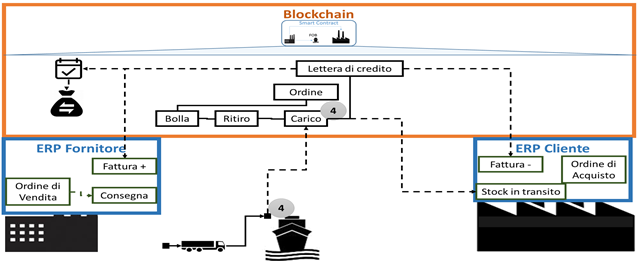 Blockchain
Smart Contract
FOB
Lettera di credito
Ordine
4
Bolla
Ritiro
Carico
ERP Fornitore
Fattura +
Ordine di
Vendita
Consegna
ERP Cliente
Fattura -
Ordine di
Acquisto
Stock in transito
4